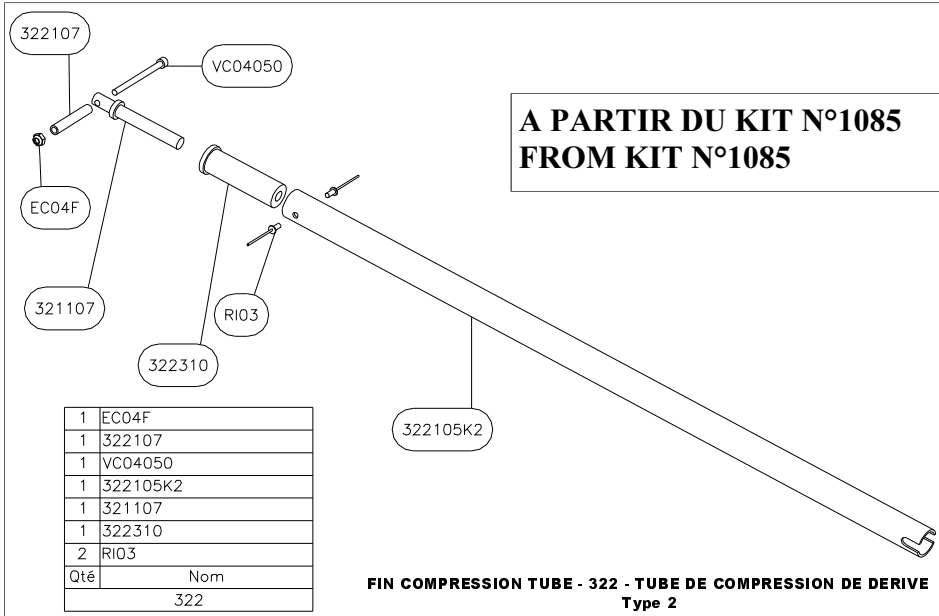 322107
VC04050
A PARTIR DU KIT N°1085
FROM KIT N°1085
EC04F
321107
RI03
322310
322105K2
1 EC04F
1 322107
1 VC04050
1 322105K2
1 321107
1 322310
2 RI03
Qté Nom
322
FIN COMPRESSION TUBE - 322 - TUBE DE COMPRESSION DE DERIVE
Type 2